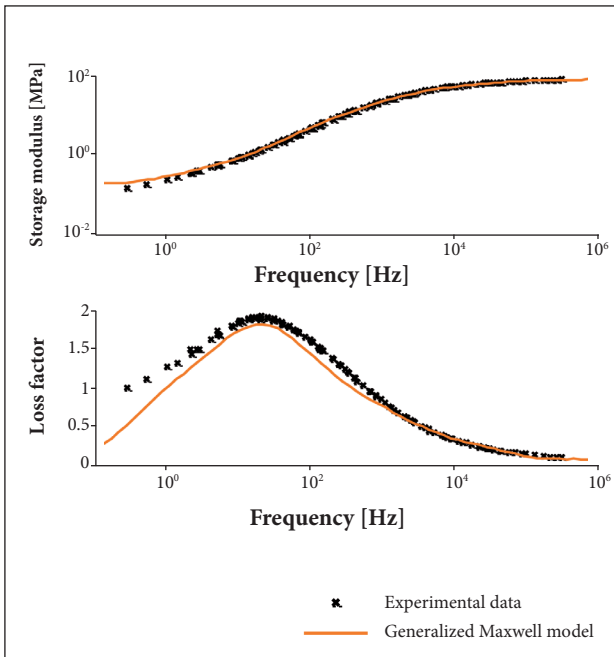 Storage modulus [MPa]
10²
10⁰
10⁻²
10⁰ 10² 10⁴ 10⁶
Frequency [Hz]
Loss factor
2
1.5
1
0.5
0
10⁰ 10² 10⁴ 10⁶
Frequency [Hz]
Experimental data
Generalized Maxwell model